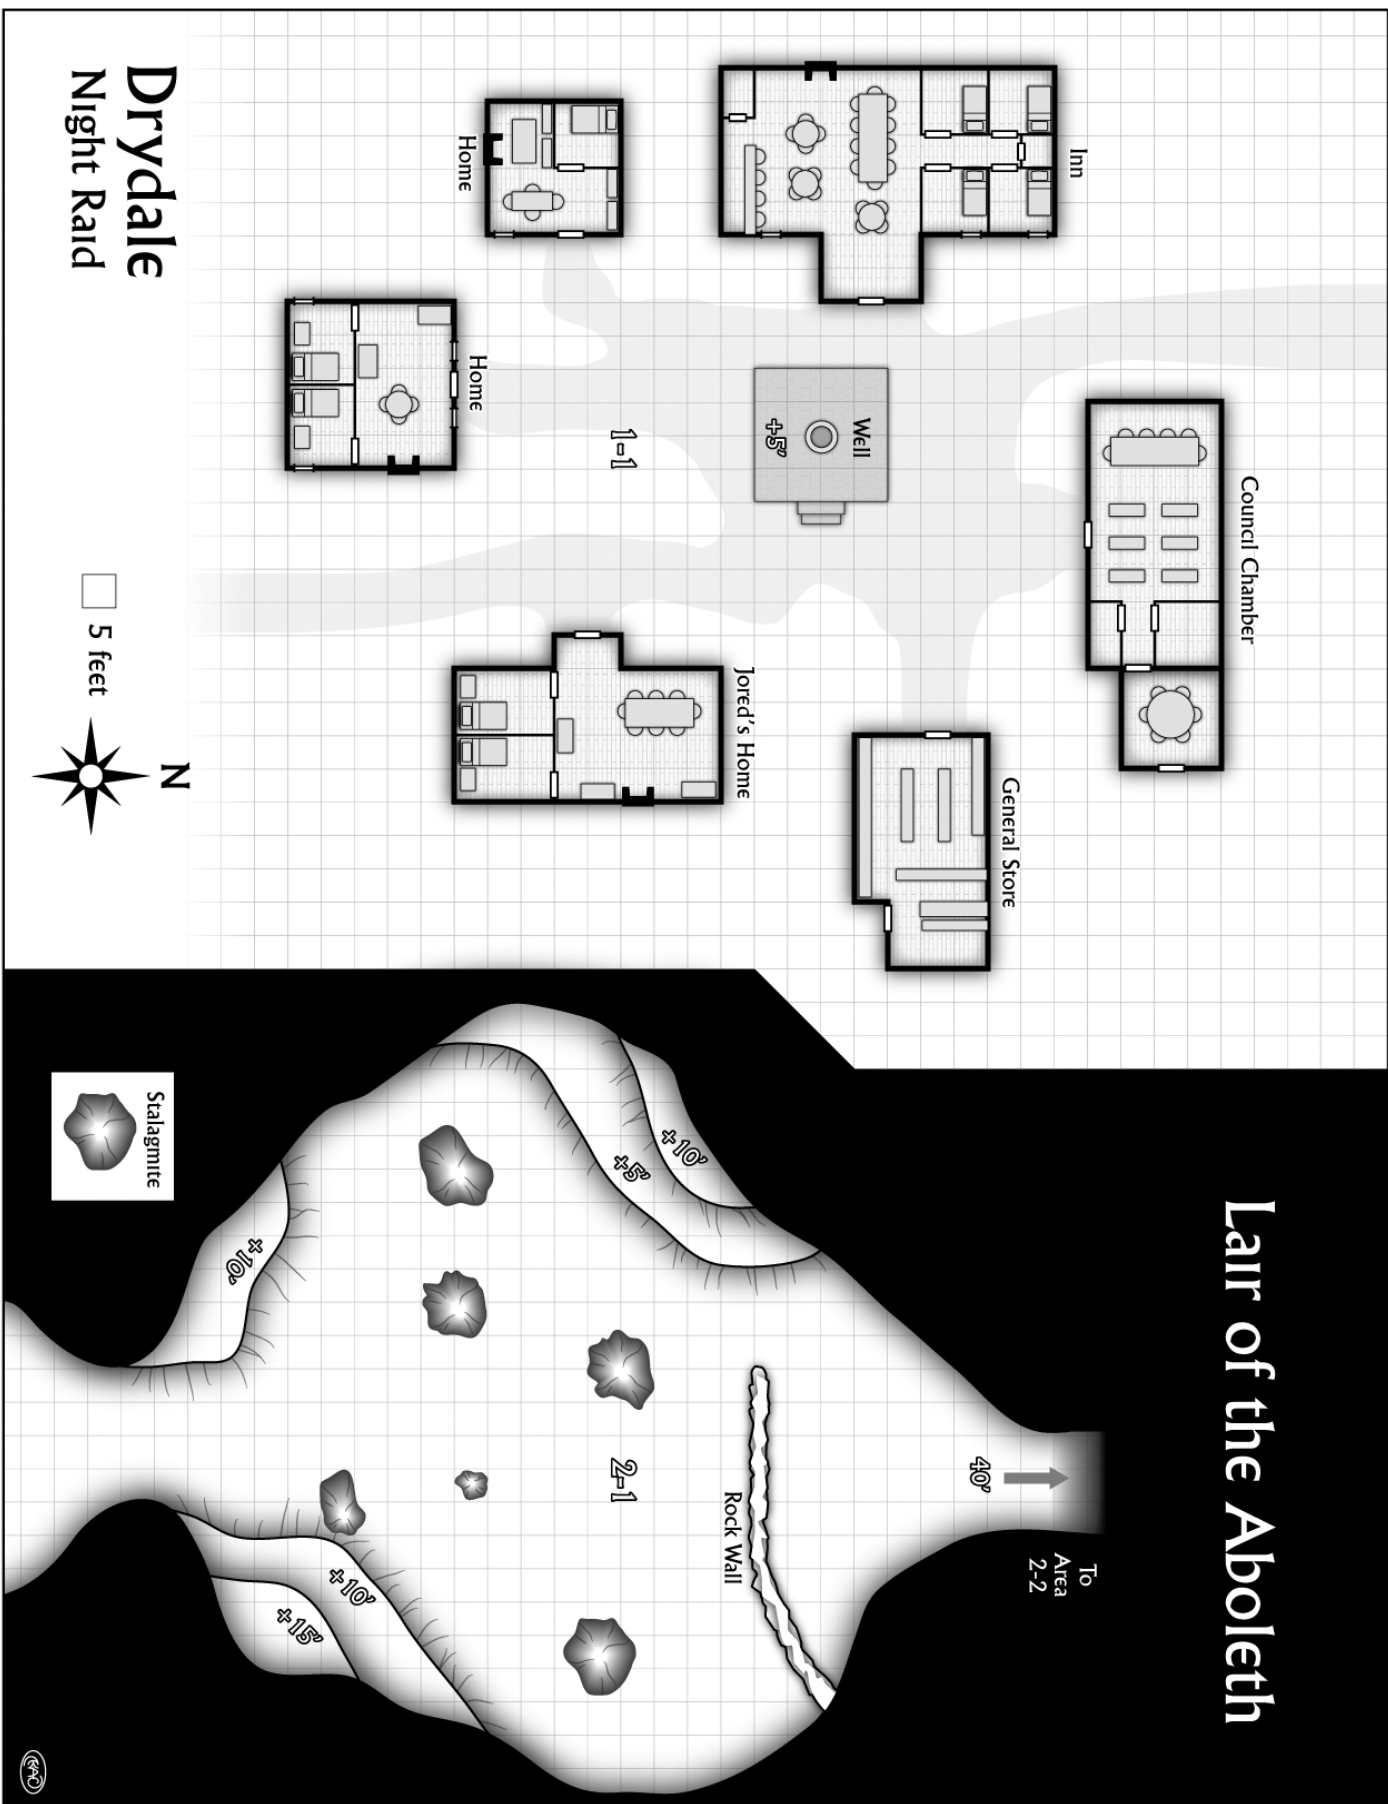 Drydale
Night Raid
5 feet
N
Home
Home
Inn
Well
+5'
1-1
Council Chamber
General Store
Jored's Home
Lair of the Aboleth
To
Area
2-2
40'
Rock Wall
2-1
+10'
+5'
+10'
+10'
+15'
Stalagmite